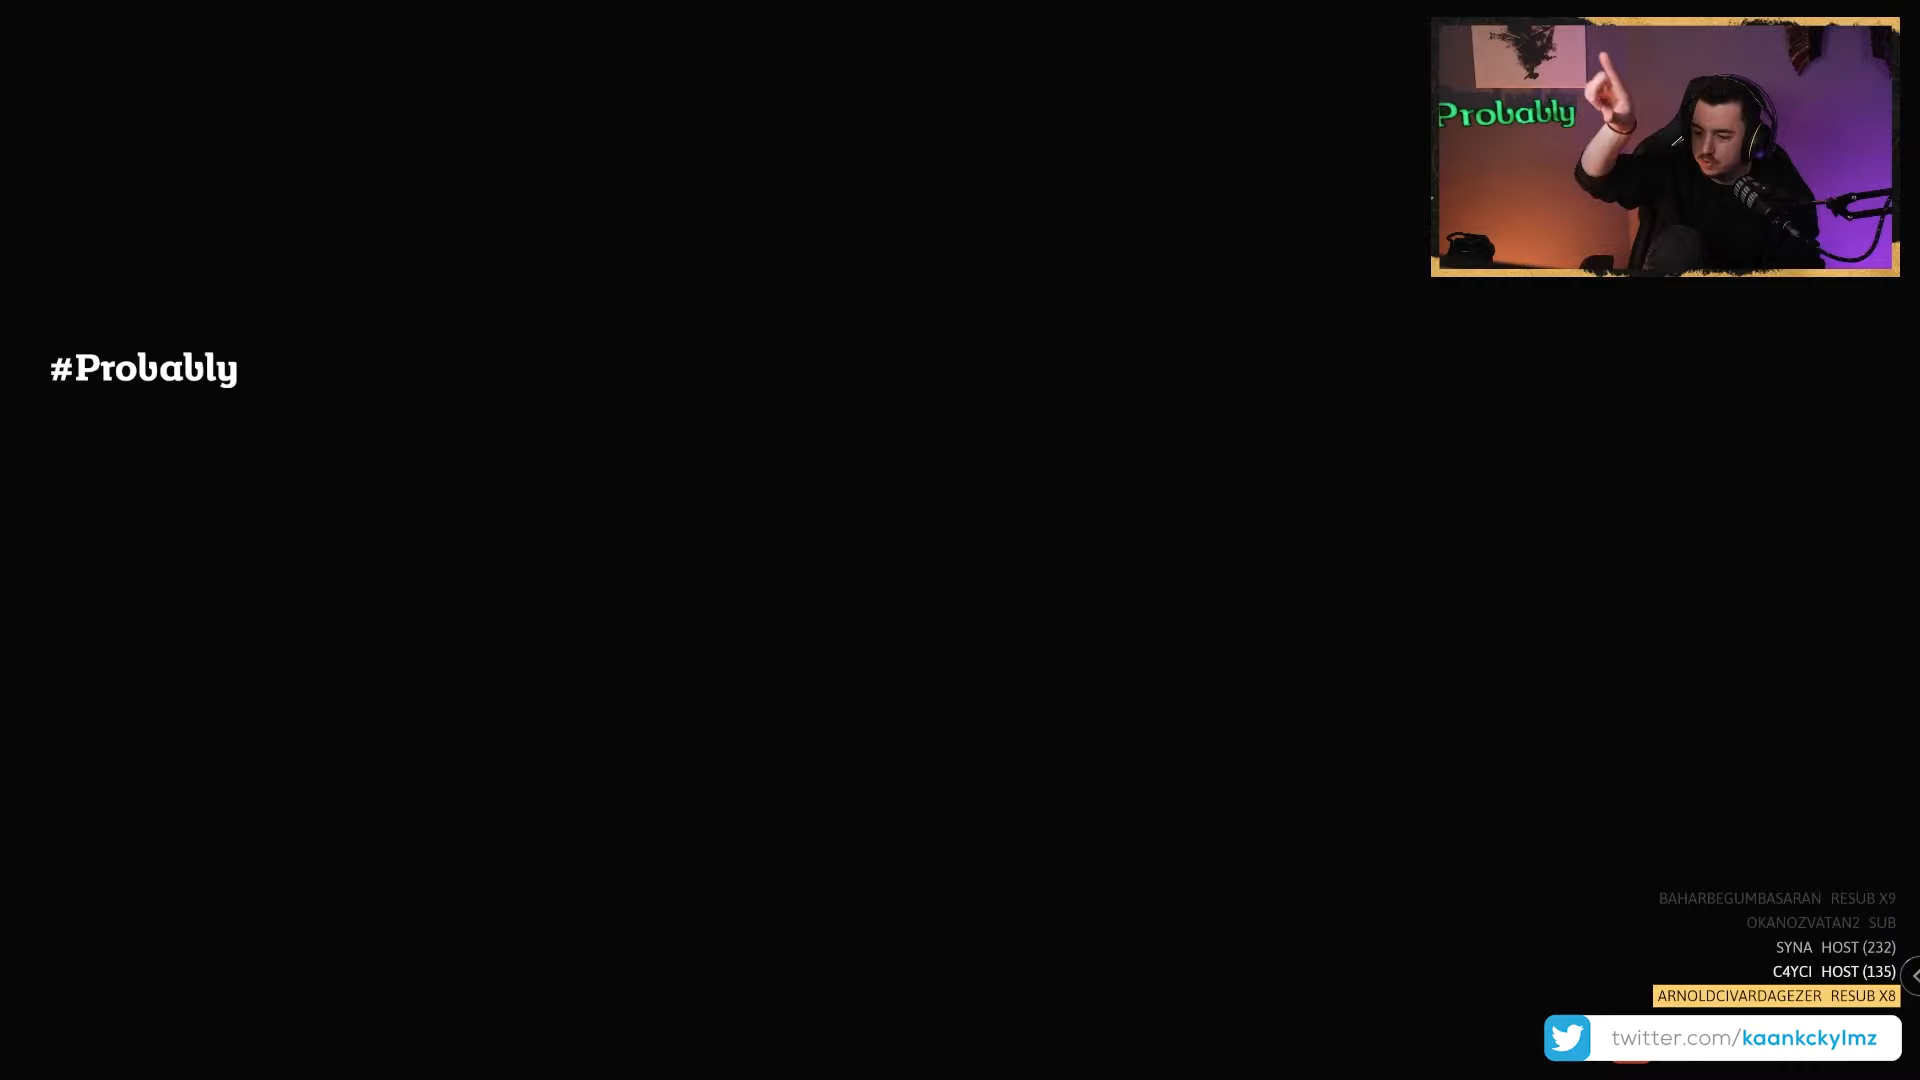 Probably
#Probably
BAHARBEGUMBASARAN RESUB X9
OKANOZVATAN2 SUB
SYNA HOST (232)
C4YCI HOST (135)
ARNOLDCIVARDAGEZER RESUB X8
twitter.com/kaankckylmz